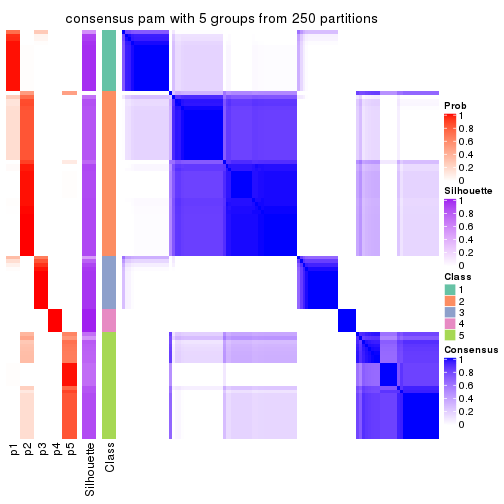 consensus pam with 5 groups from 250 partitions
Prob
1
0.8
0.6
0.4
0.2
0
Silhouette
1
0.8
0.6
0.4
0.2
0
Class
1
2
3
4
5
Consensus
1
0.8
0.6
0.4
0.2
0
p1
p2
p3
p4
p5
Silhouette
Class